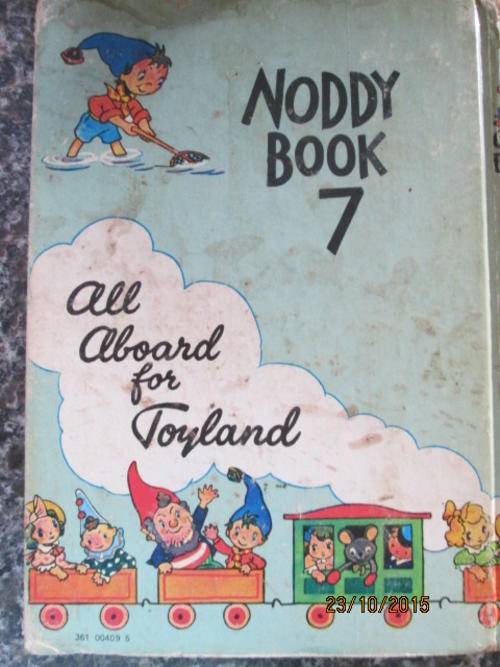 NODDY
BOOK
7
All
Aboard
for
Toyland
23/10/2015
361 00409 5